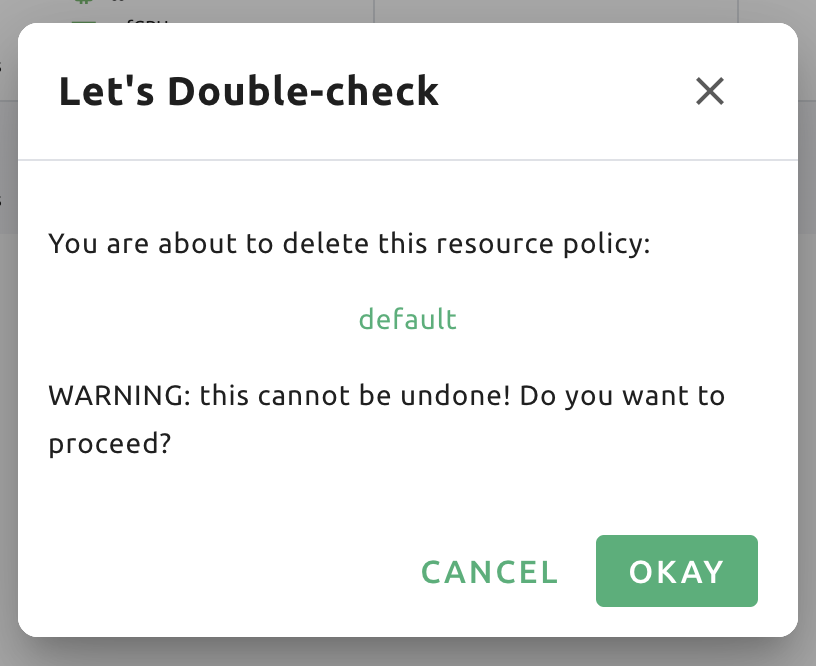 Let's Double-check
You are about to delete this resource policy:
default
WARNING: this cannot be undone! Do you want to
proceed?
CANCEL
OKAY